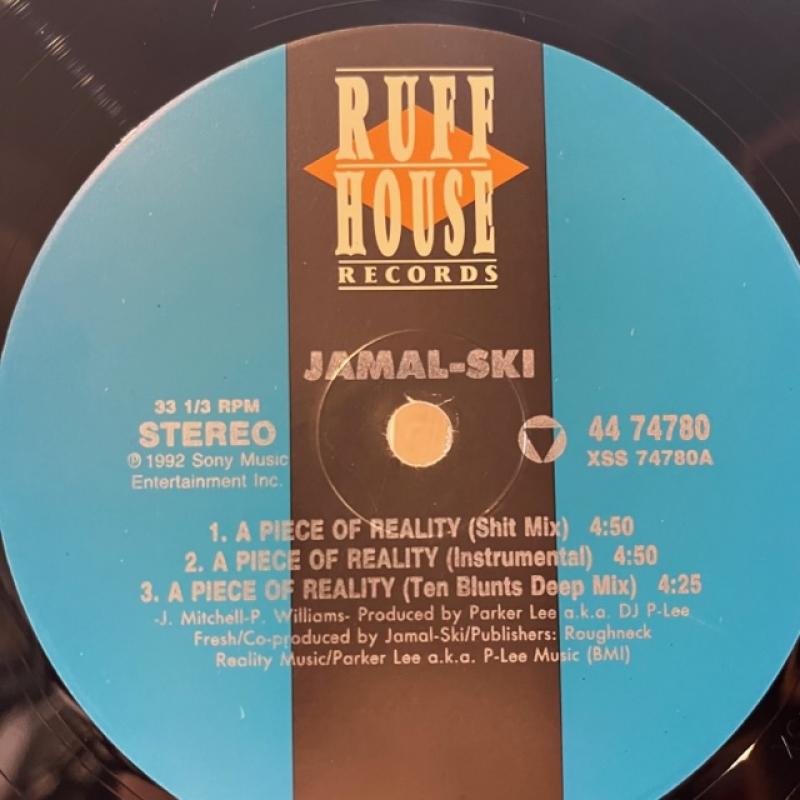 RUFF
HOUSE
RECORDS
JAMAL-SKI
33 1/3 RPM
STEREO
℗ 1992 Sony Music
Entertainment Inc.
44 74780
XSS 74780A
1. A PIECE OF REALITY (Shit Mix) 4:50
2. A PIECE OF REALITY (Instrumental) 4:50
3. A PIECE OF REALITY (Ten Blunts Deep Mix) 4:25
-J. Mitchell-P. Williams- Produced by Parker Lee a.k.a. DJ P-Lee
Fresh/Co-produced by Jamal-Ski/Publishers: Roughneck
Reality Music/Parker Lee a.k.a. P-Lee Music (BMI)